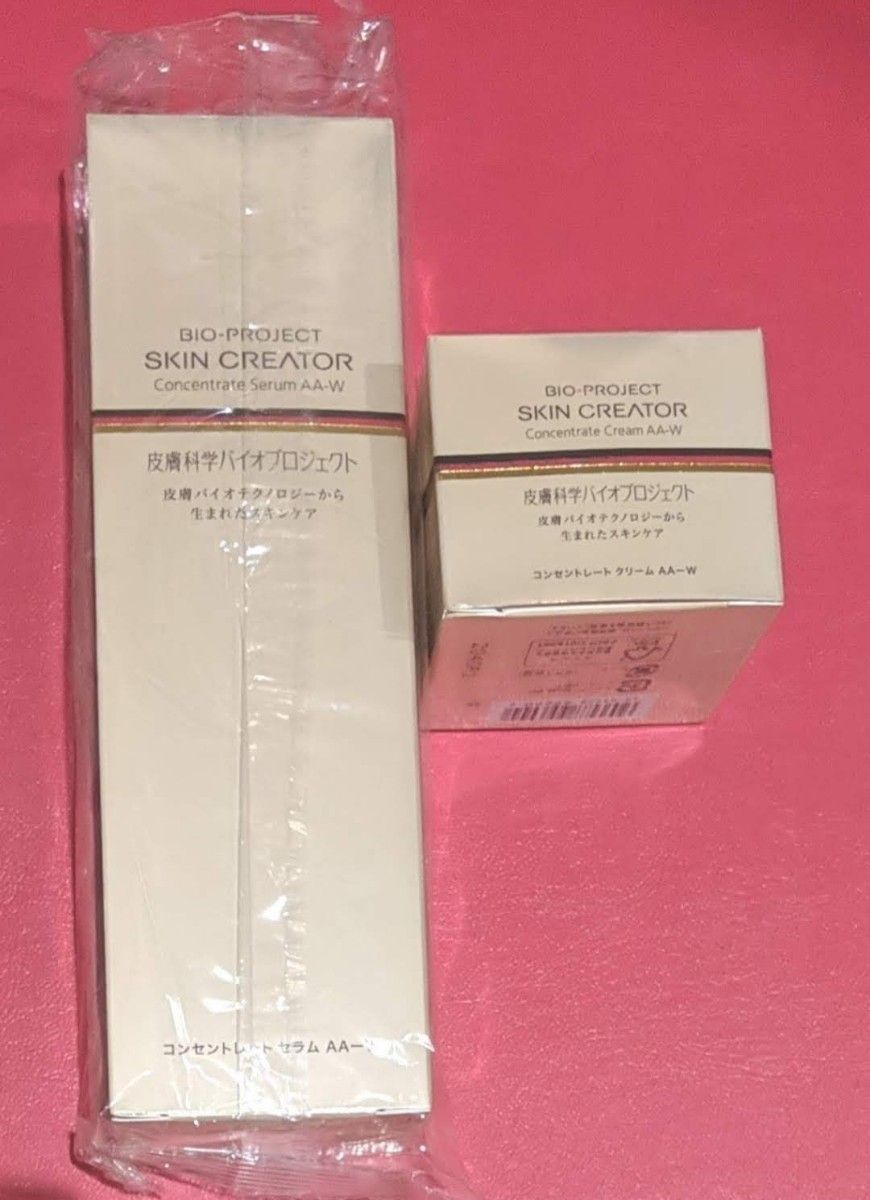 BIO-PROJECT
SKIN CREATOR
Concentrate Serum AA-W
皮膚科学バイオプロジェクト
皮膚バイオテクノロジーから
生まれたスキンケア
コンセントレート セラム AA－
BIO-PROJECT
SKIN CREATOR
Concentrate Cream AA-W
皮膚科学バイオプロジェクト
皮膚バイオテクノロジーから
生まれたスキンケア
コンセントレート クリーム AA－W